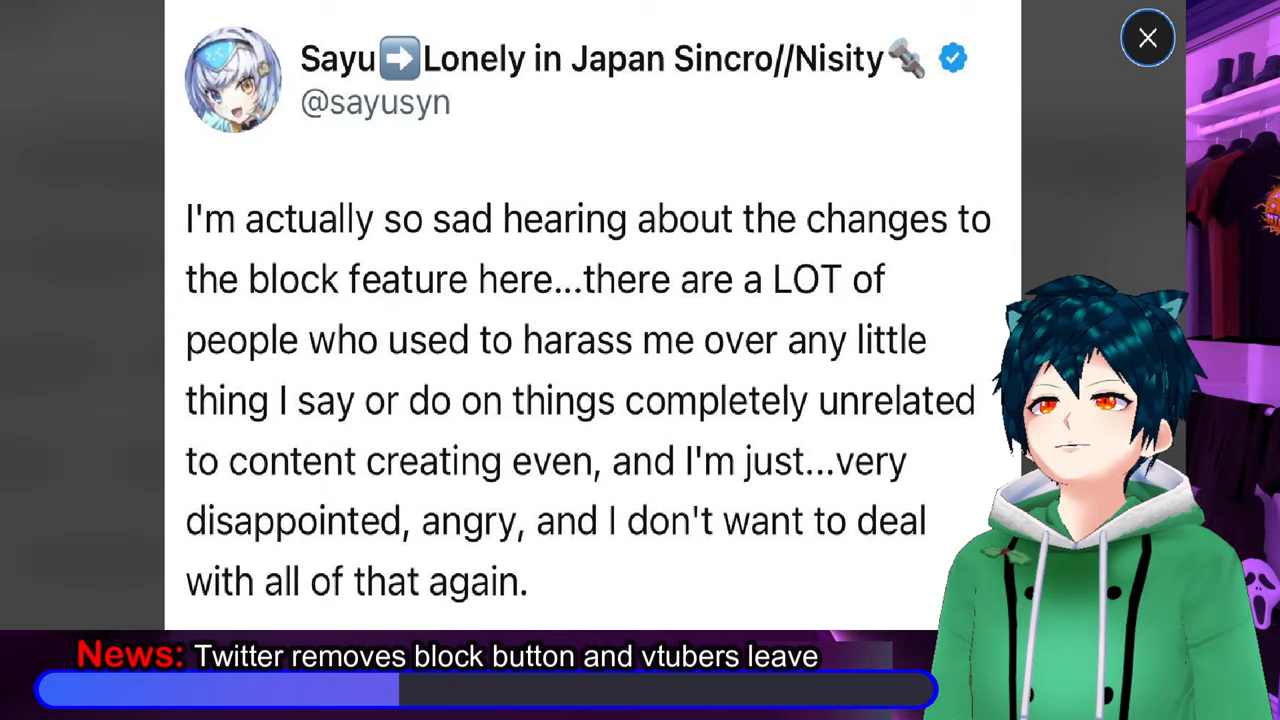 Sayu➡️Lonely in Japan Sincro//Nisity🔩
@sayusyn
I'm actually so sad hearing about the changes to
the block feature here...there are a LOT of
people who used to harass me over any little
thing I say or do on things completely unrelated
to content creating even, and I'm just...very
disappointed, angry, and I don't want to deal
with all of that again.
News: Twitter removes block button and vtubers leave